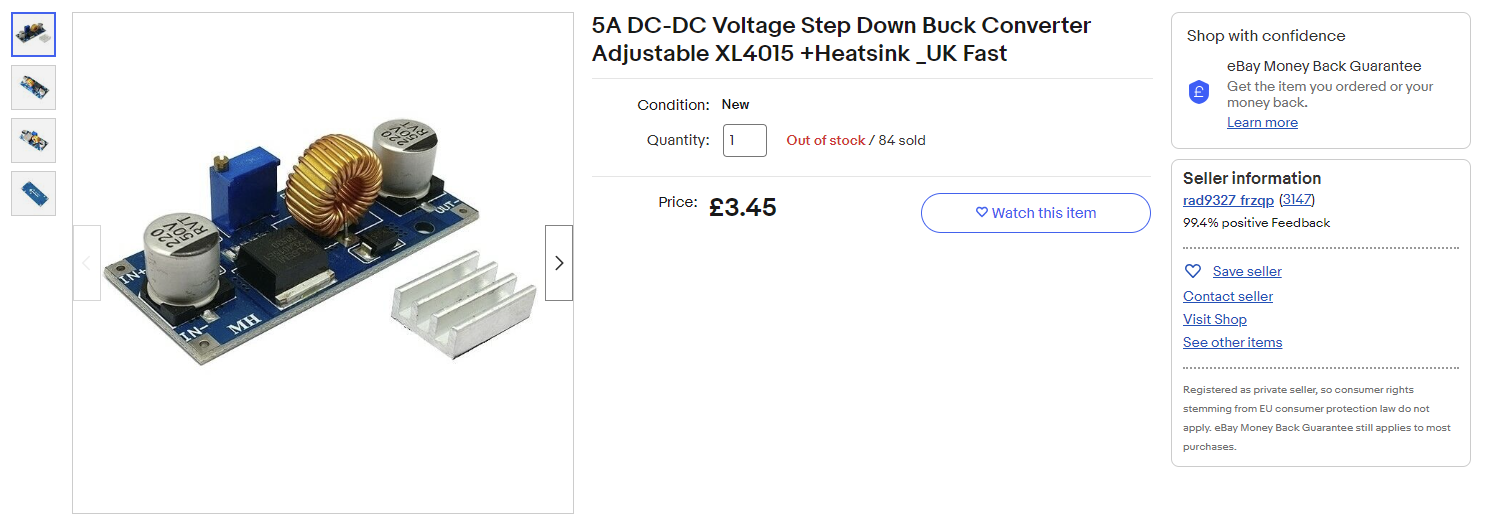 5A DC-DC Voltage Step Down Buck Converter
Adjustable XL4015 +Heatsink _UK Fast
Condition: New
Quantity: 1 Out of stock / 84 sold
Price: £3.45
Watch this item
220
50V
RVT
220
50V
RVT
IN+
IN-
MH
OUT-
Shop with confidence
eBay Money Back Guarantee
Get the item you ordered or your
money back.
Learn more
Seller information
rad9327 frzqp (3147)
99.4% positive Feedback
Save seller
Contact seller
Visit Shop
See other items
Registered as private seller, so consumer rights
stemming from EU consumer protection law do not
apply. eBay Money Back Guarantee still applies to most
purchases.